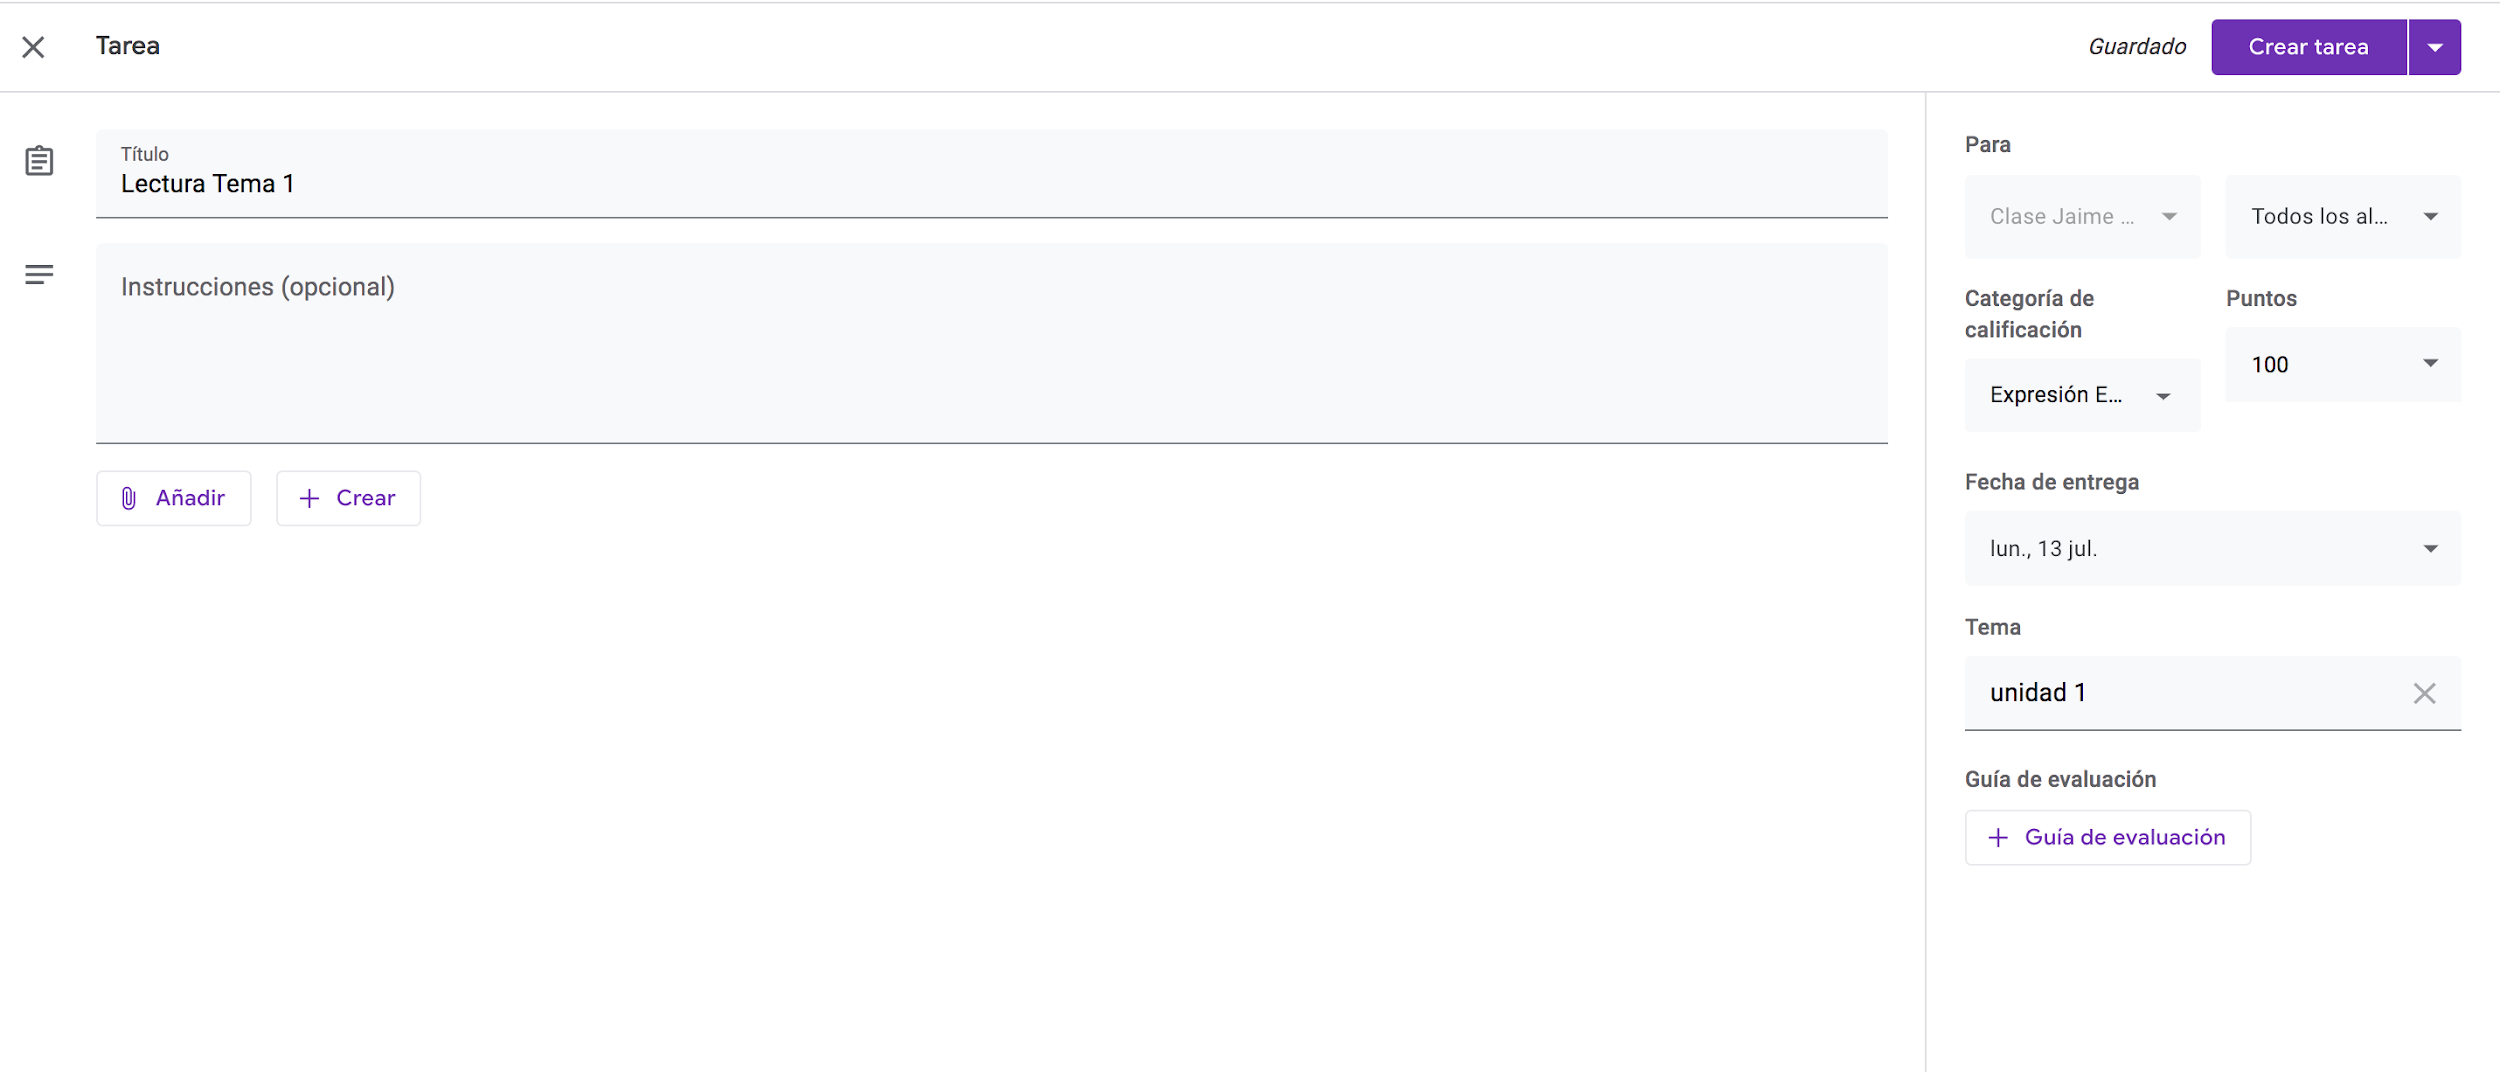 Tarea
Guardado
Crear tarea
Título
Lectura Tema 1
Instrucciones (opcional)
Añadir
Crear
Para
Clase Jaime ...
Todos los al...
Categoría de
calificación
Puntos
Expresión E...
100
Fecha de entrega
lun., 13 jul.
Tema
unidad 1
Guía de evaluación
Guía de evaluación